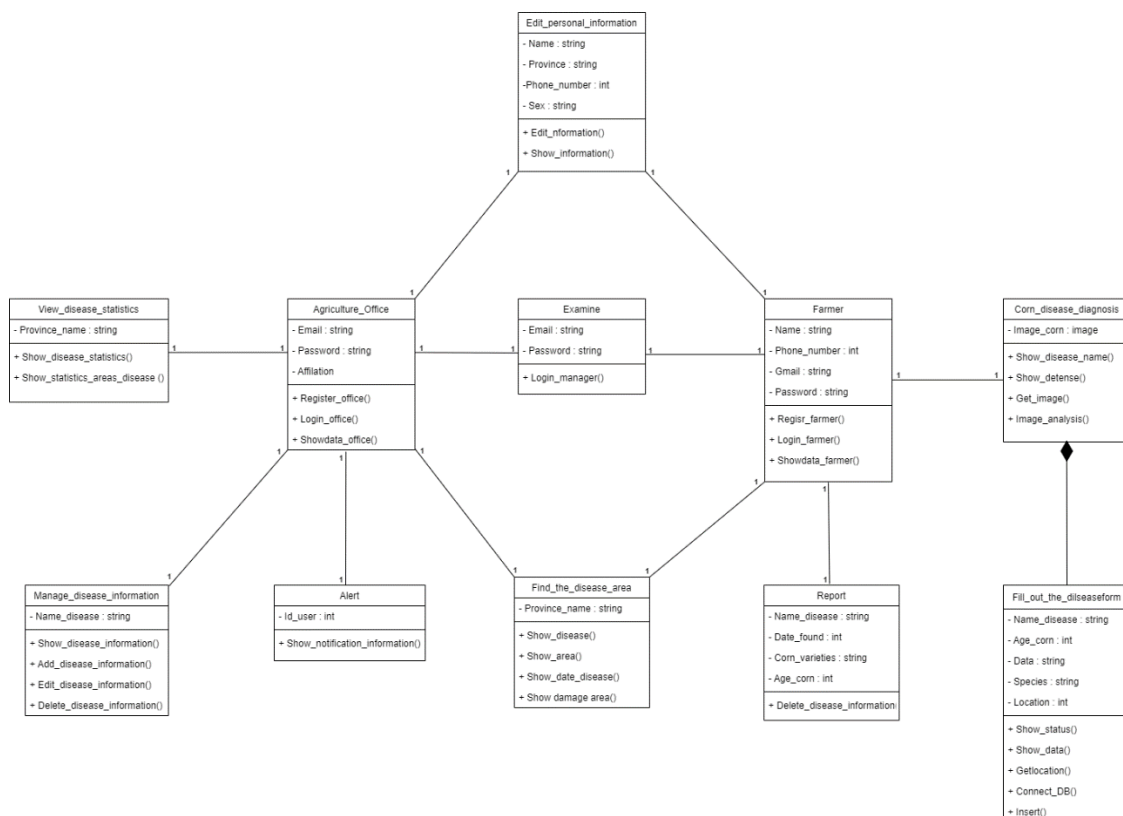 Edit_personal_information
- Name : string
- Province : string
-Phone_number : int
- Sex : string
+ Edit_nformation()
+ Show_information()
1
1
1
1
View_disease_statistics
- Province_name : string
+ Show_disease_statistics()
+ Show_statistics_areas_disease ()
1
1
Agriculture_Office
- Email : string
- Password : string
- Affilation
+ Register_office()
+ Login_office()
+ Showdata_office()
1
1
Examine
- Email : string
- Password : string
+ Login_manager()
1
1
Farmer
- Name : string
- Phone_number : int
- Gmail : string
- Password : string
+ Regisr_farmer()
+ Login_farmer()
+ Showdata_farmer()
1
1
Corn_disease_diagnosis
- Image_corn : image
+ Show_disease_name()
+ Show_detense()
+ Get_image()
+ Image_analysis()
1
1
1
1
1
1
Manage_disease_information
- Name_disease : string
+ Show_disease_information()
+ Add_disease_information()
+ Edit_disease_information()
+ Delete_disease_information()
1
Alert
- Id_user : int
+ Show_notification_information()
1
1
Find_the_disease_area
- Province_name : string
+ Show_disease()
+ Show_area()
+ Show_date_disease()
+ Show damage area()
1
1
Report
- Name_disease : string
- Date_found : int
- Corn_varieties : string
- Age_corn : int
+ Delete_disease_information(
Fill_out_the_dilseaseform
- Name_disease : string
- Age_corn : int
- Data : string
- Species : string
- Location : int
+ Show_status()
+ Show_data()
+ Getlocation()
+ Connect_DB()
+ Insert()